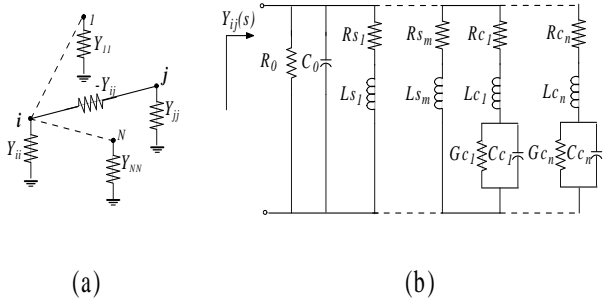 1
Y11
-Yij
i
j
Yii
N
YNN
Yjj
(a)
Yij(s)
R0
C0
Rs1
Rsm
Rc1
Rcn
Ls1
Lsm
Lc1
Lcn
Gc1
Cc1
Gcn
Ccn
(b)